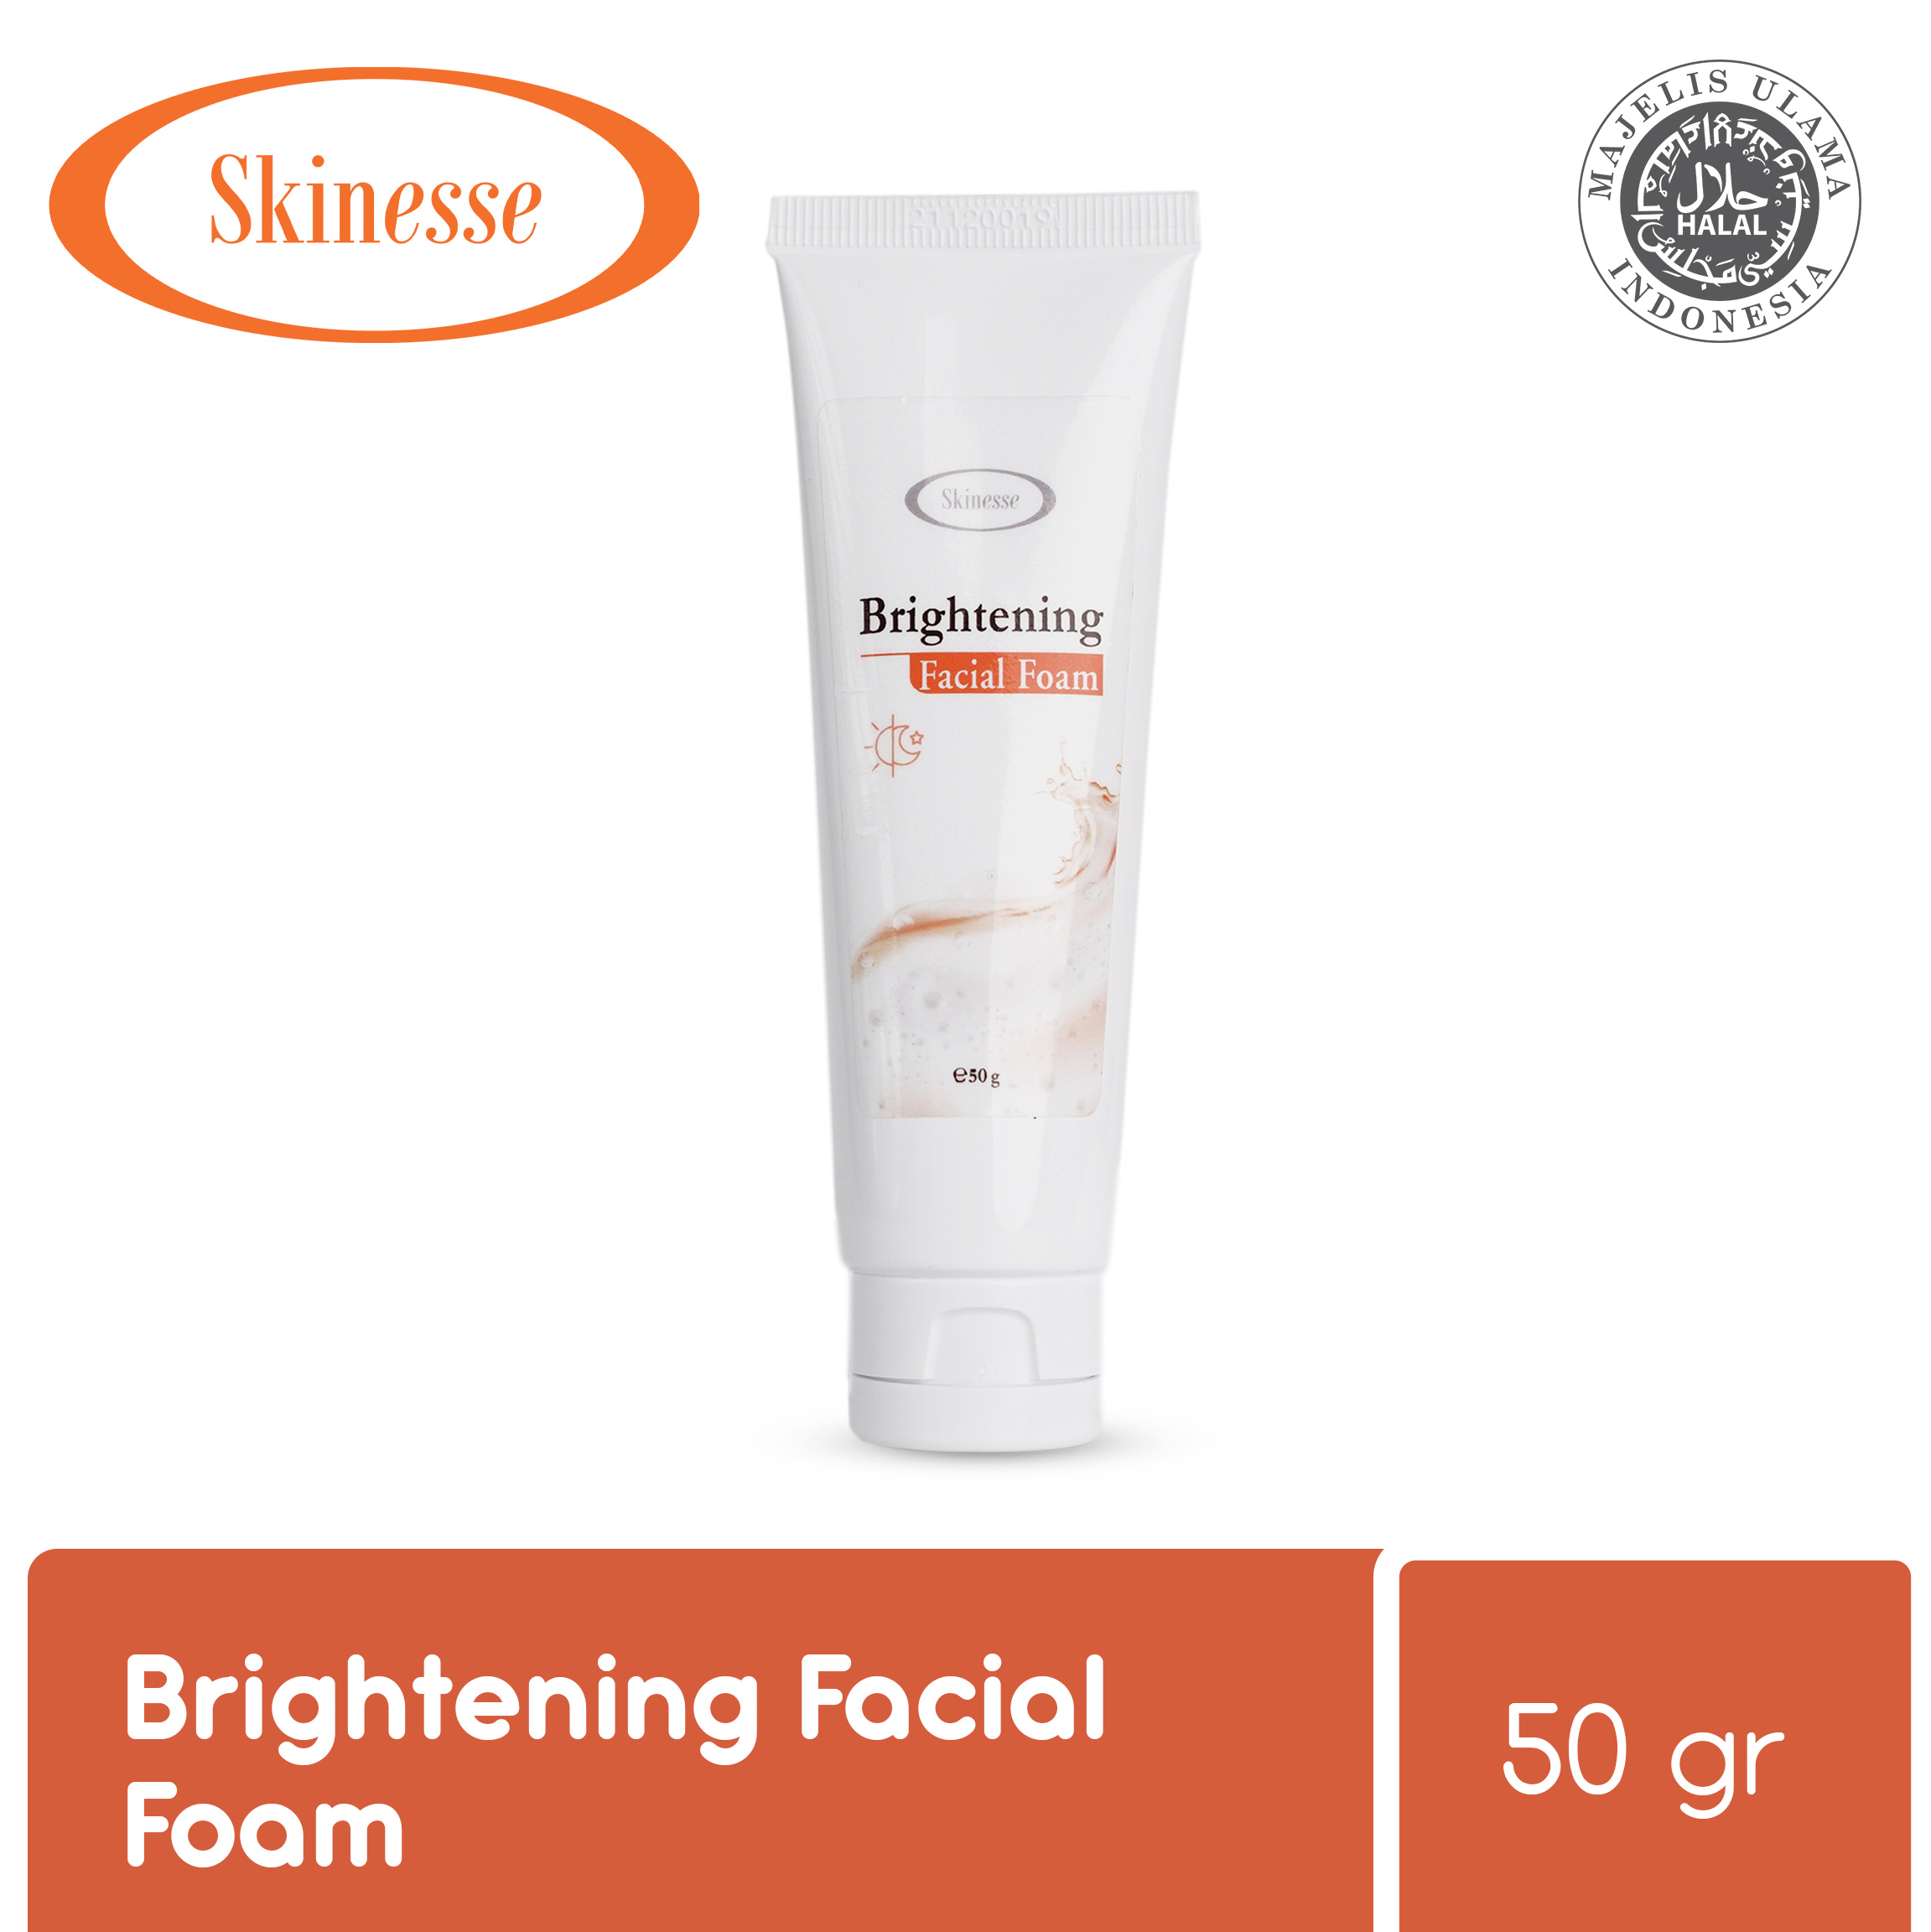 Skinesse
MAJELIS ULAMA
حلال
HALAL
INDONESIA
21120019
Skinesse
Brightening
Facial Foam
℮50 g
Brightening Facial
Foam
50 gr